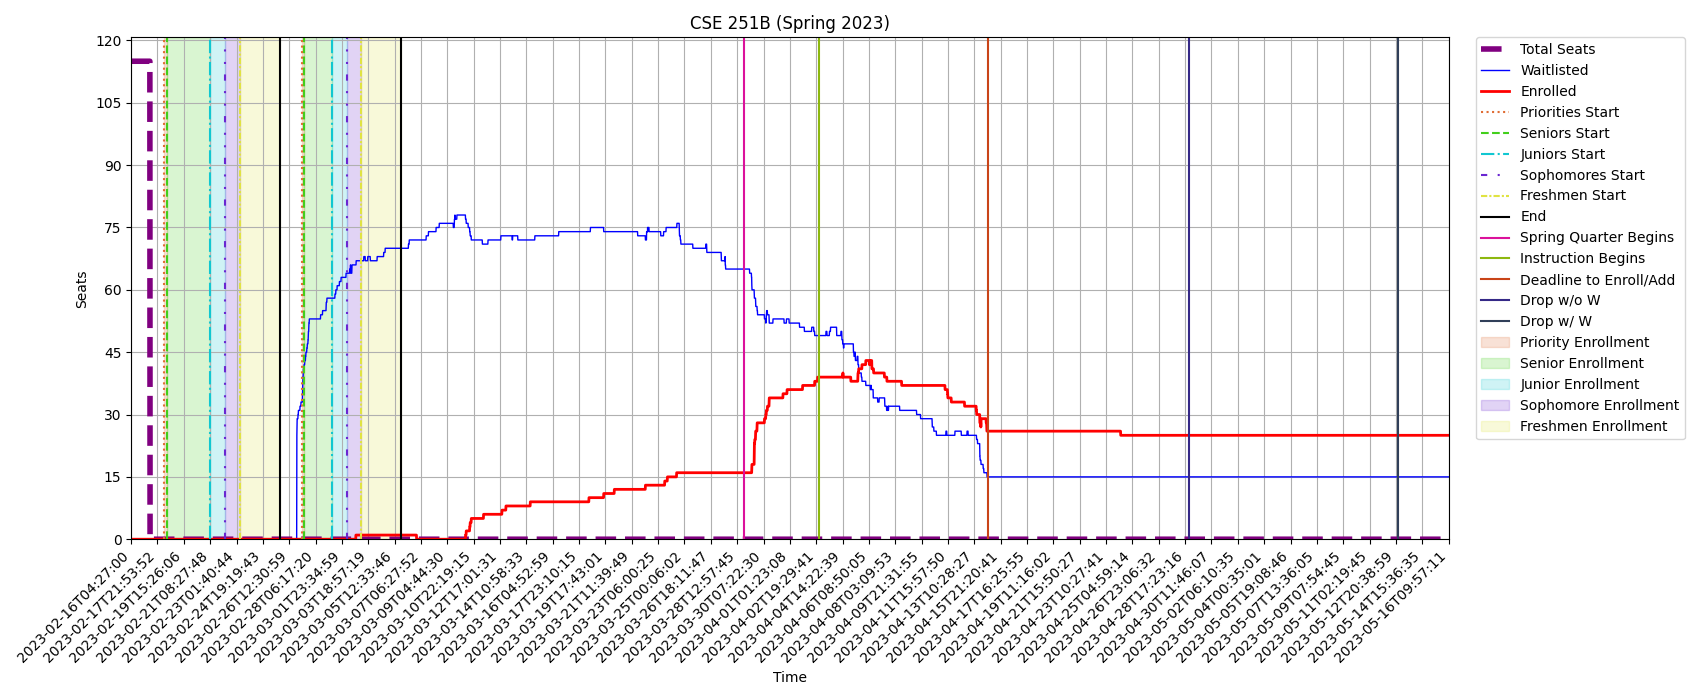 CSE 251B (Spring 2023)
Seats
120
105
90
75
60
45
30
15
0
2023-02-16T04:27:00
2023-02-17T21:53:52
2023-02-19T15:26:06
2023-02-21T08:27:48
2023-02-23T01:40:44
2023-02-24T19:19:43
2023-02-26T12:30:59
2023-02-28T06:17:20
2023-03-01T23:34:59
2023-03-03T18:57:19
2023-03-05T12:33:46
2023-03-07T06:27:52
2023-03-09T04:44:30
2023-03-10T22:19:15
2023-03-12T17:01:31
2023-03-14T10:58:33
2023-03-16T04:52:59
2023-03-17T23:10:15
2023-03-19T17:43:01
2023-03-21T11:39:49
2023-03-23T06:00:25
2023-03-25T00:06:02
2023-03-26T18:11:47
2023-03-28T12:57:45
2023-03-30T07:22:30
2023-04-01T01:23:08
2023-04-02T19:29:41
2023-04-04T14:22:39
2023-04-06T08:50:05
2023-04-08T03:09:53
2023-04-09T21:31:55
2023-04-11T15:57:50
2023-04-13T10:28:27
2023-04-15T21:20:41
2023-04-17T16:25:55
2023-04-19T11:16:02
2023-04-21T15:50:27
2023-04-23T10:27:41
2023-04-25T04:59:14
2023-04-26T23:06:32
2023-04-28T17:23:16
2023-04-30T11:46:07
2023-05-02T06:10:35
2023-05-04T00:35:01
2023-05-05T19:08:46
2023-05-07T13:36:05
2023-05-09T07:54:45
2023-05-11T02:19:45
2023-05-12T20:38:59
2023-05-14T15:36:35
2023-05-16T09:57:11
Time
Total Seats
Waitlisted
Enrolled
Priorities Start
Seniors Start
Juniors Start
Sophomores Start
Freshmen Start
End
Spring Quarter Begins
Instruction Begins
Deadline to Enroll/Add
Drop w/o W
Drop w/ W
Priority Enrollment
Senior Enrollment
Junior Enrollment
Sophomore Enrollment
Freshmen Enrollment